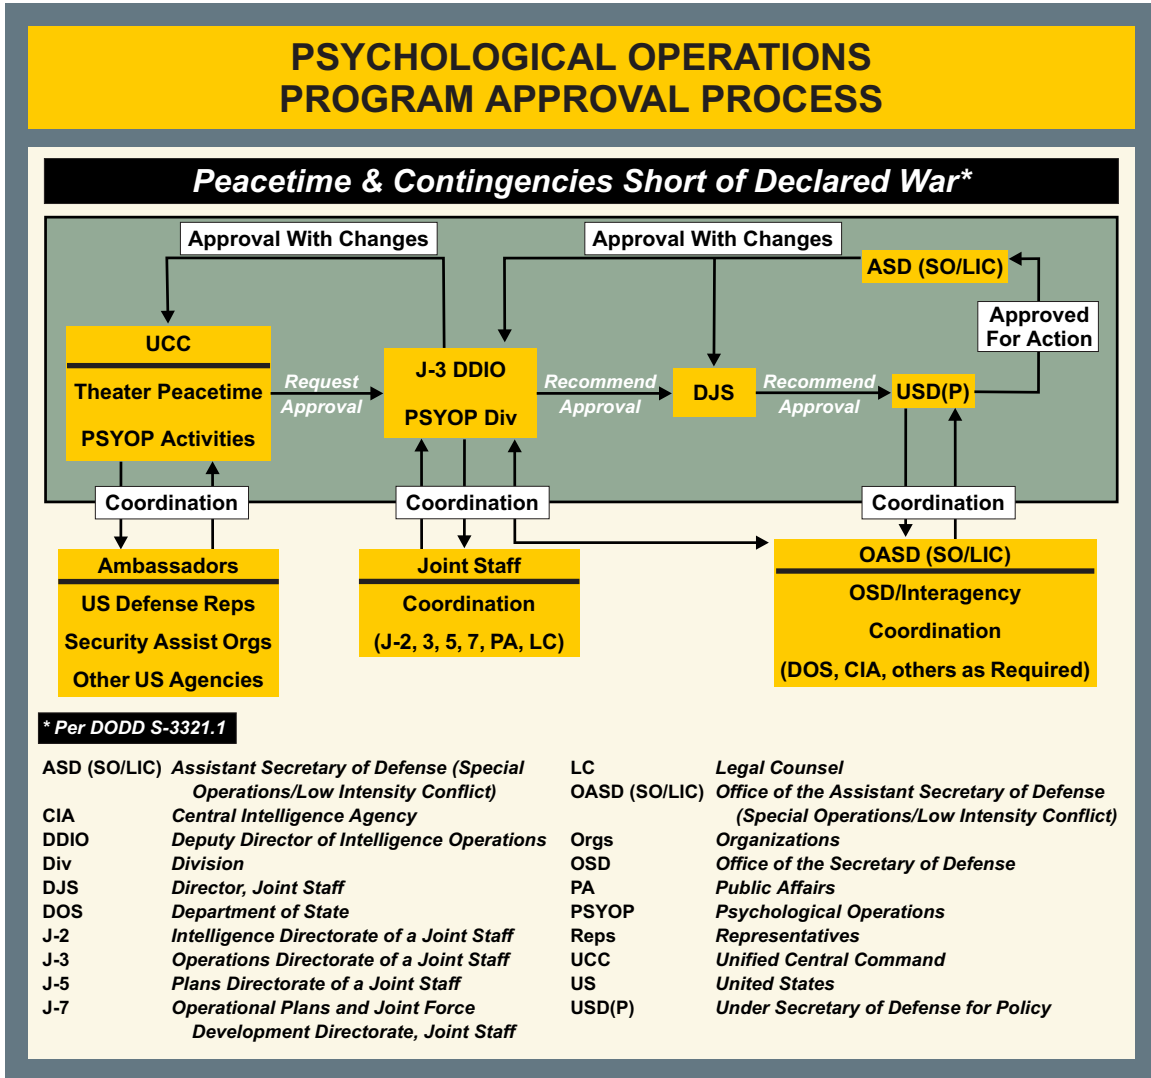 PSYCHOLOGICAL OPERATIONS
PROGRAM APPROVAL PROCESS
Peacetime & Contingencies Short of Declared War*
Approval With Changes
Approval With Changes
ASD (SO/LIC)
Approved
For Action
UCC
Theater Peacetime
PSYOP Activities
Request
Approval
J-3 DDIO
PSYOP Div
Recommend
Approval
DJS
Recommend
Approval
USD(P)
Coordination
Coordination
Coordination
Ambassadors
US Defense Reps
Security Assist Orgs
Other US Agencies
Joint Staff
Coordination
(J-2, 3, 5, 7, PA, LC)
OASD (SO/LIC)
OSD/Interagency
Coordination
(DOS, CIA, others as Required)
* Per DODD S-3321.1
ASD (SO/LIC) Assistant Secretary of Defense (Special
Operations/Low Intensity Conflict)
CIA Central Intelligence Agency
DDIO Deputy Director of Intelligence Operations
Div Division
DJS Director, Joint Staff
DOS Department of State
J-2 Intelligence Directorate of a Joint Staff
J-3 Operations Directorate of a Joint Staff
J-5 Plans Directorate of a Joint Staff
J-7 Operational Plans and Joint Force
Development Directorate, Joint Staff
LC Legal Counsel
OASD (SO/LIC) Office of the Assistant Secretary of Defense
(Special Operations/Low Intensity Conflict)
Orgs Organizations
OSD Office of the Secretary of Defense
PA Public Affairs
PSYOP Psychological Operations
Reps Representatives
UCC Unified Central Command
US United States
USD(P) Under Secretary of Defense for Policy